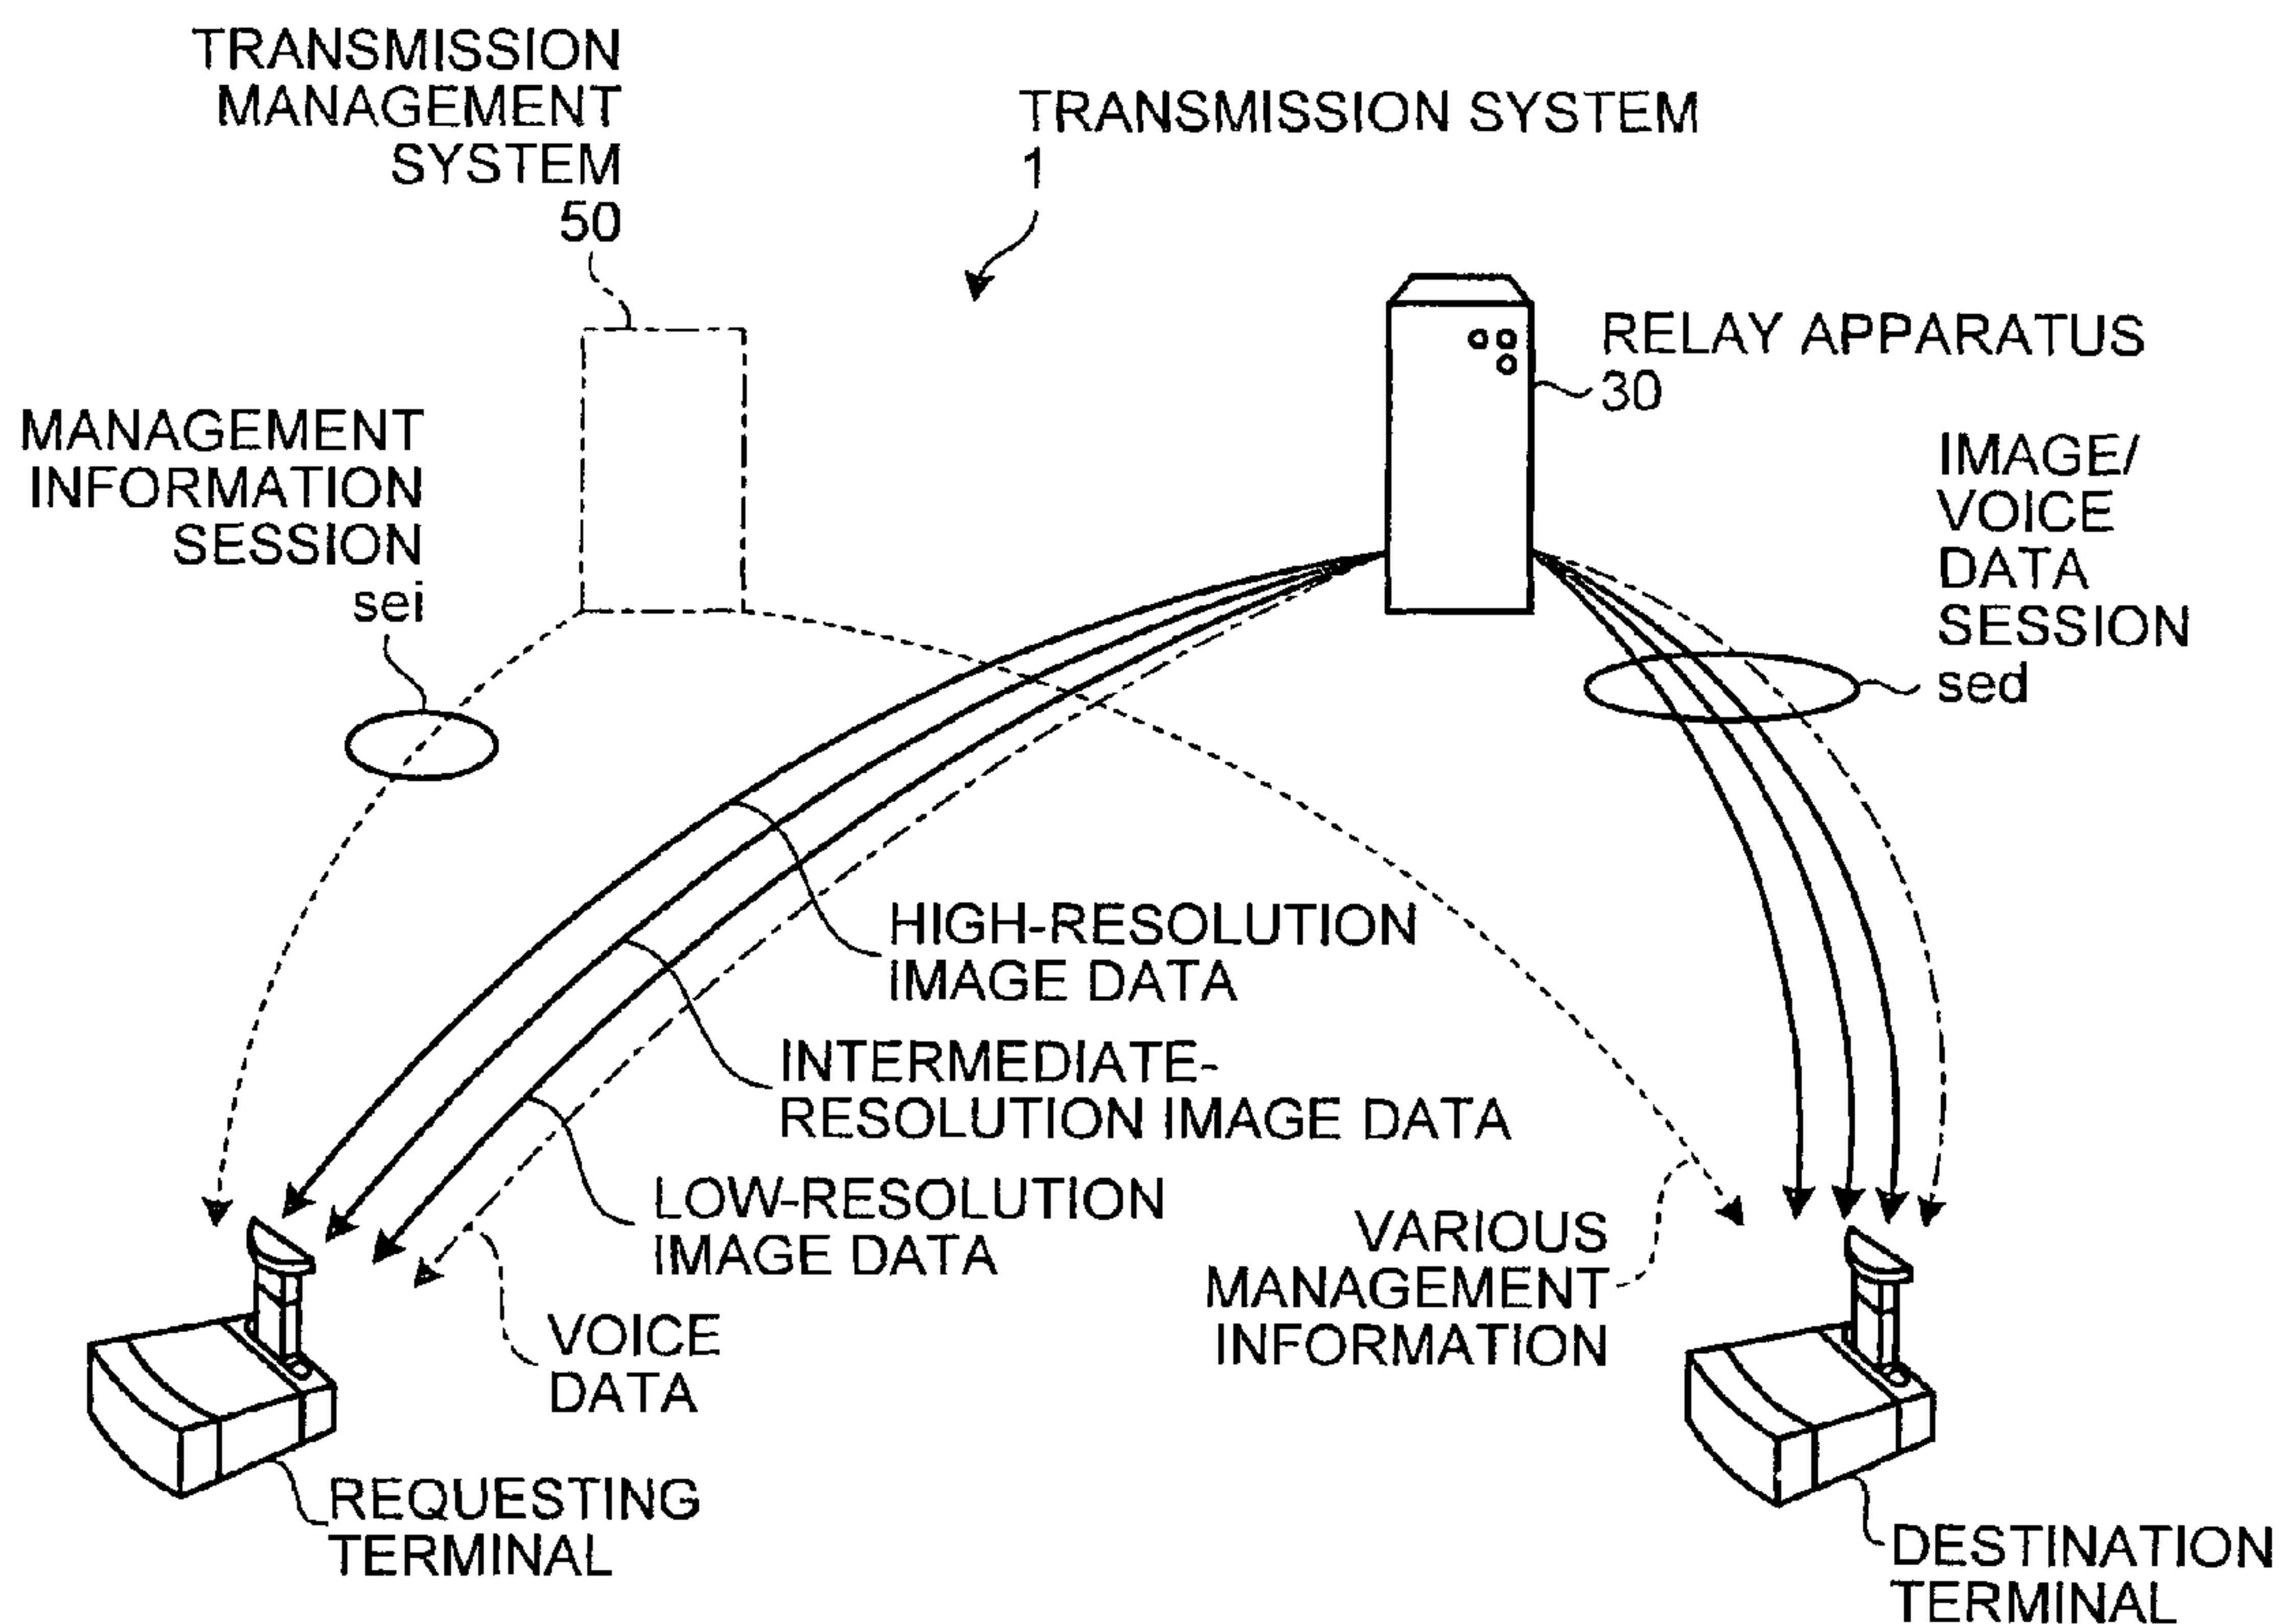 TRANSMISSION
MANAGEMENT
SYSTEM
50
TRANSMISSION SYSTEM
1
RELAY APPARATUS
30
MANAGEMENT
INFORMATION
SESSION
sei
IMAGE/
VOICE
DATA
SESSION
sed
HIGH-RESOLUTION
IMAGE DATA
INTERMEDIATE-
RESOLUTION IMAGE DATA
LOW-RESOLUTION
IMAGE DATA
VOICE
DATA
VARIOUS
MANAGEMENT
INFORMATION
REQUESTING
TERMINAL
DESTINATION
TERMINAL